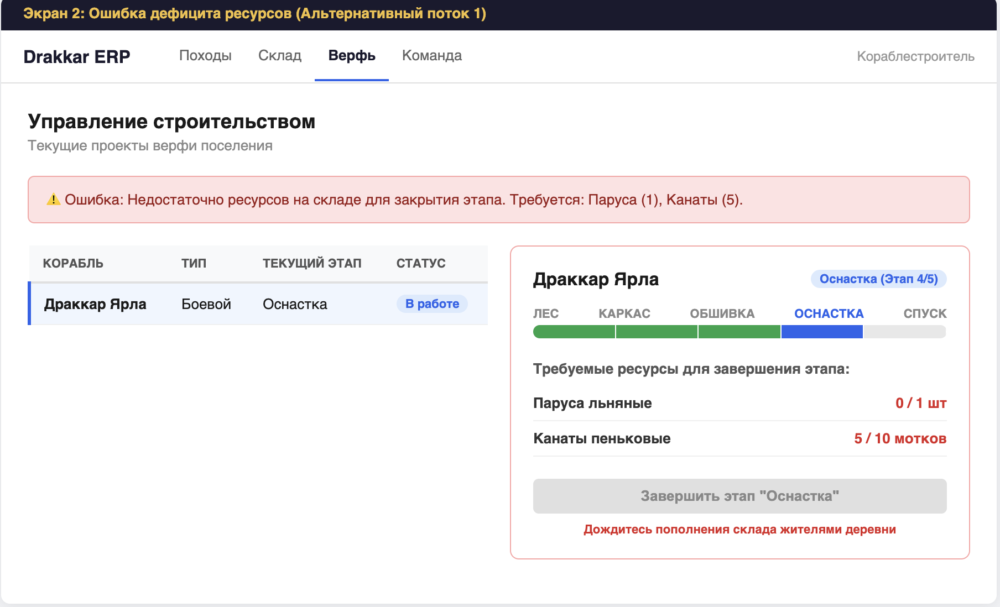 Экран 2: Ошибка дефицита ресурсов (Альтернативный поток 1)
Drakkar ERP Походы Склад Верфь Команда Кораблестроитель
Управление строительством
Текущие проекты верфи поселения
⚠️ Ошибка: Недостаточно ресурсов на складе для закрытия этапа. Требуется: Паруса (1), Канаты (5).
КОРАБЛЬ ТИП ТЕКУЩИЙ ЭТАП СТАТУС
Драккар Ярла Боевой Оснастка В работе
Драккар Ярла Оснастка (Этап 4/5)
ЛЕС КАРКАС ОБШИВКА ОСНАСТКА СПУСК
Требуемые ресурсы для завершения этапа:
Паруса льняные 0 / 1 шт
Канаты пеньковые 5 / 10 мотков
Завершить этап "Оснастка"
Дождитесь пополнения склада жителями деревни